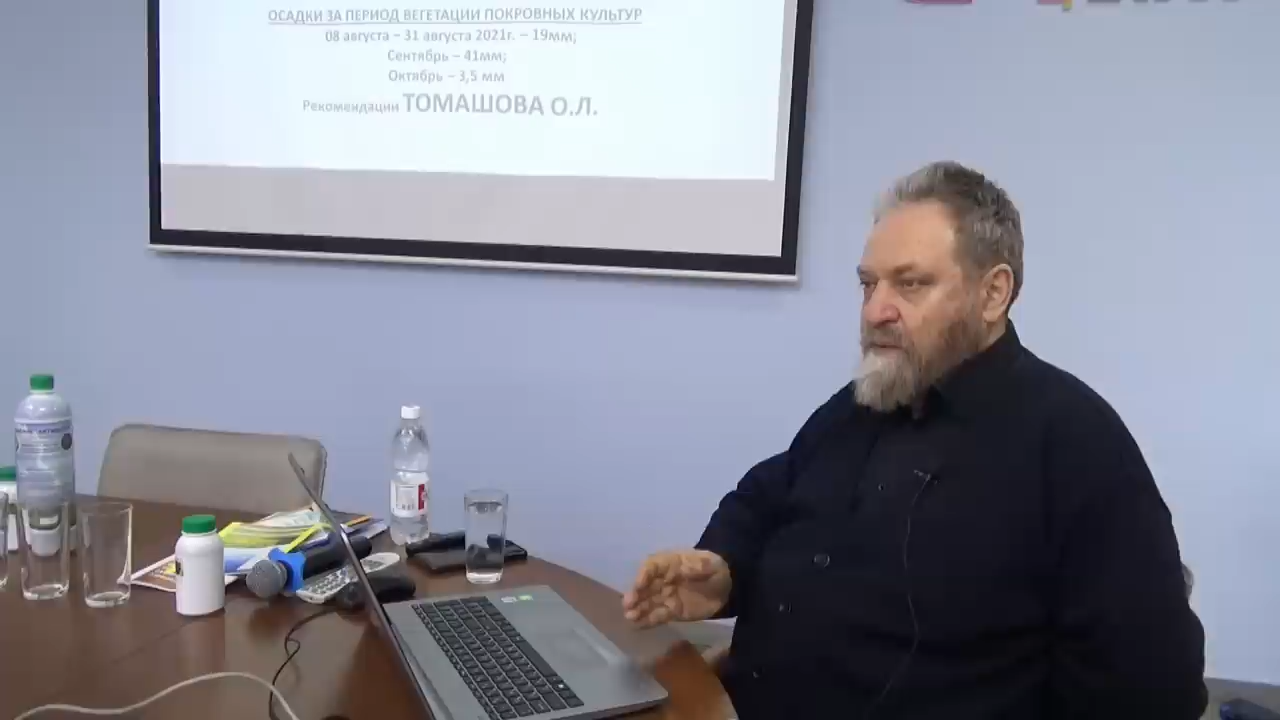 ОСАДКИ ЗА ПЕРИОД ВЕГЕТАЦИИ ПОКРОВНЫХ КУЛЬТУР
08 августа – 31 августа 2021г. – 19мм;
Сентябрь – 41мм;
Октябрь – 3,5 мм
Рекомендации ТОМАШОВА О.Л.